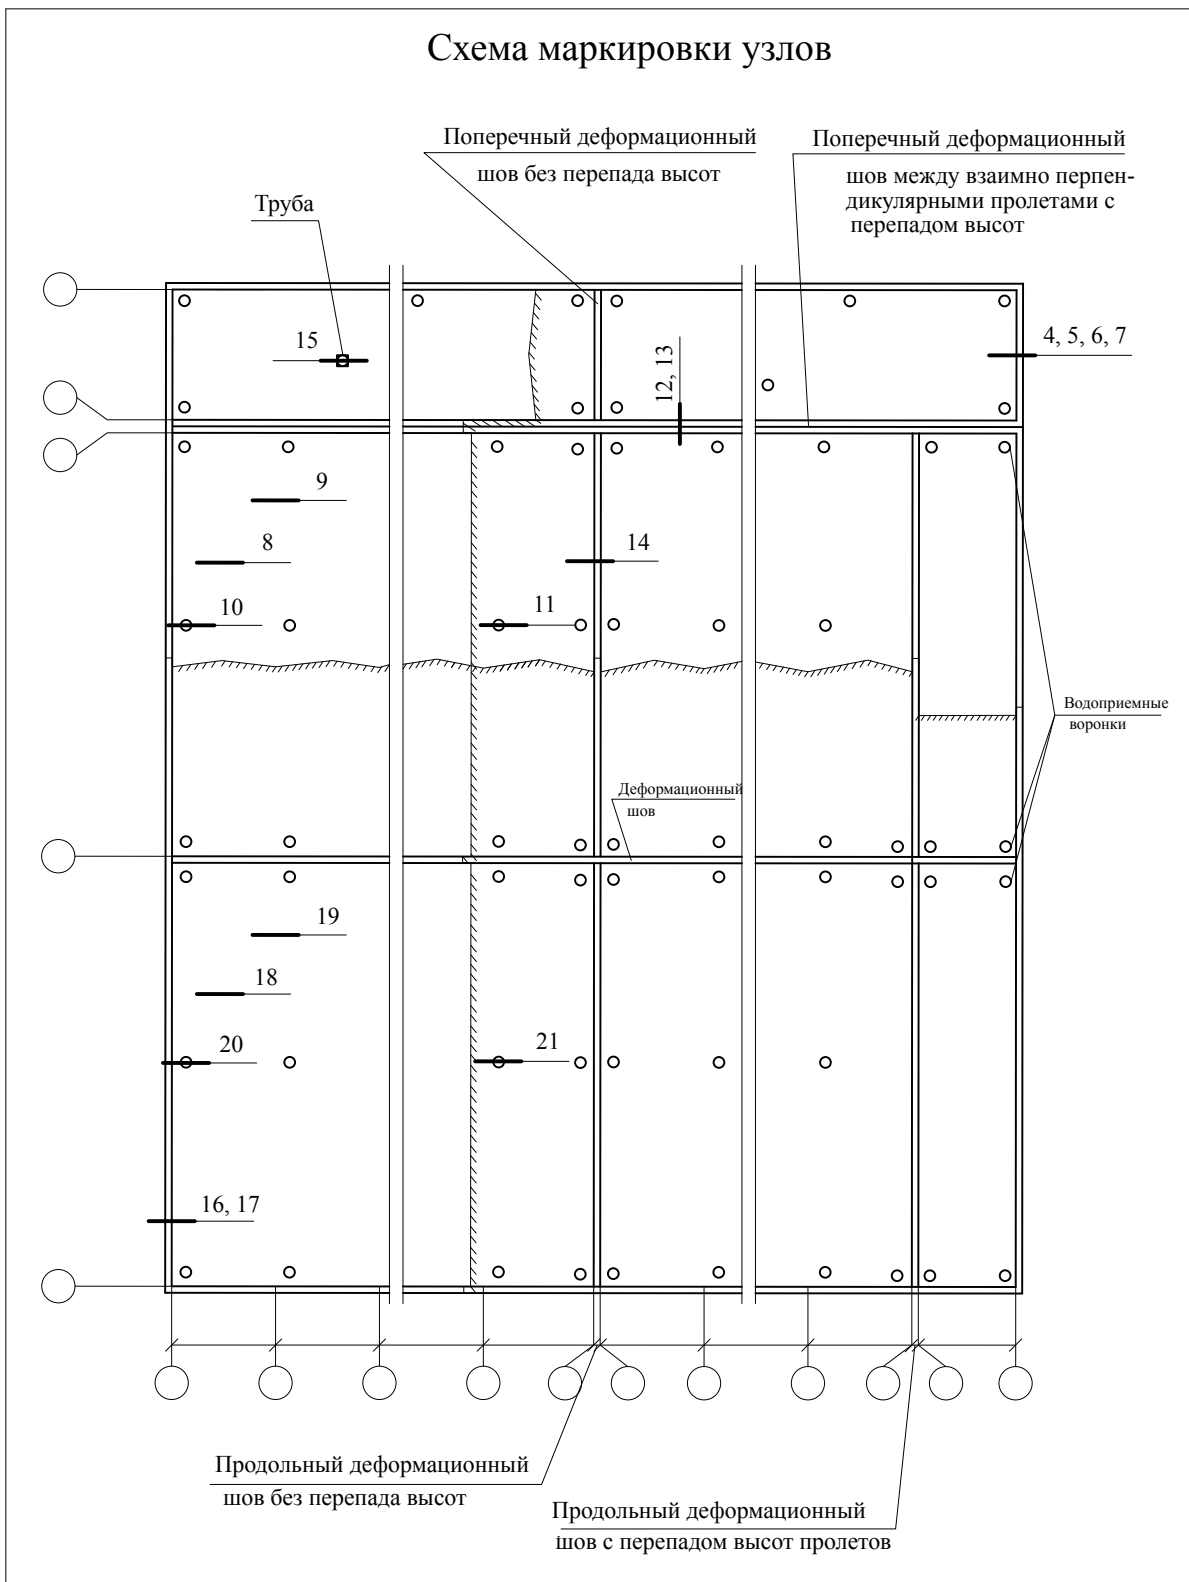 Схема маркировки узлов
Поперечный деформационный
шов без перепада высот
Поперечный деформационный
шов между взаимно перпен-
дикулярными пролетами с
перепадом высот
Труба
15
12, 13
4, 5, 6, 7
9
8
14
10
11
Водоприемные
воронки
Деформационный
шов
19
18
20
21
16, 17
Продольный деформационный
шов без перепада высот
Продольный деформационный
шов с перепадом высот пролетов